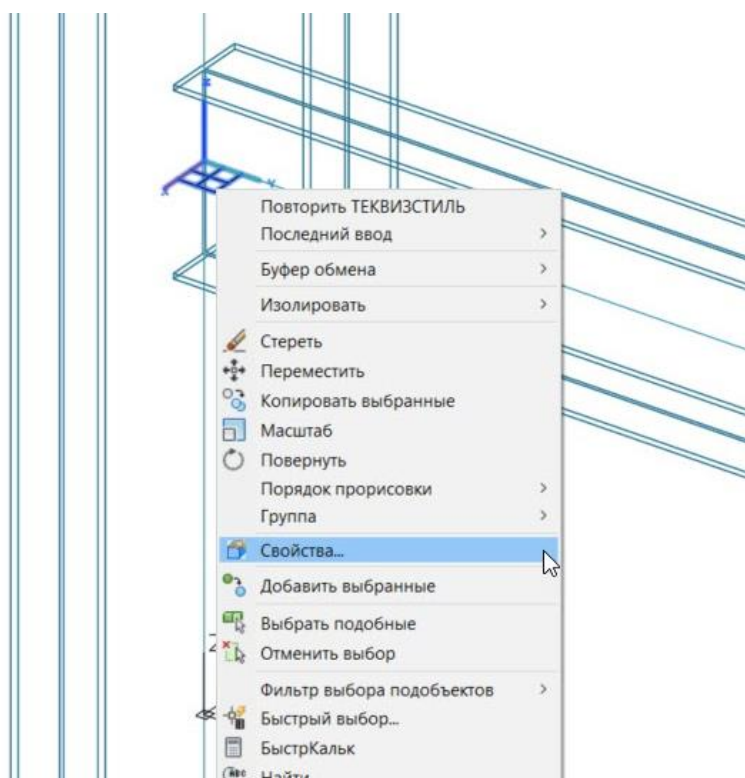 Повторить ТЕКВИЗСТИЛЬ
Последний ввод
Буфер обмена
Изолировать
Стереть
Переместить
Копировать выбранные
Масштаб
Повернуть
Порядок прорисовки
Группа
Свойства...
Добавить выбранные
Выбрать подобные
Отменить выбор
Фильтр выбора подобъектов
Быстрый выбор...
БыстрКальк
Найти...